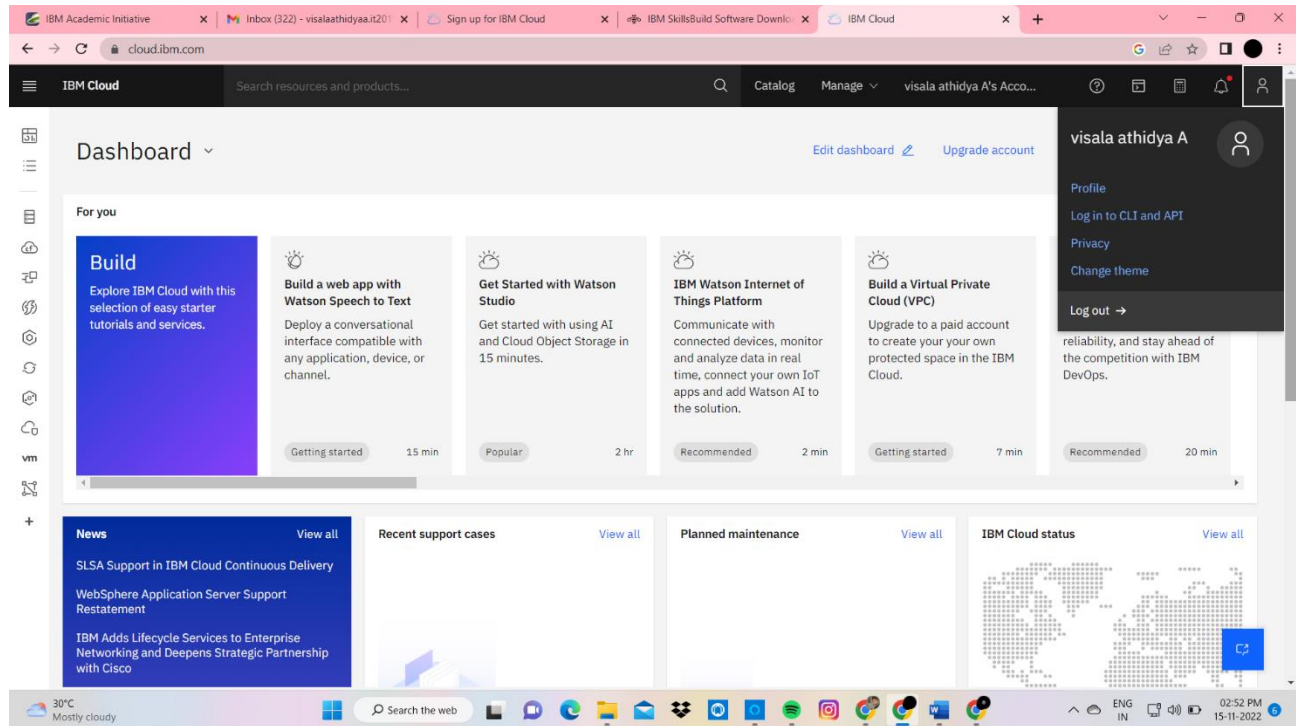 IBM Academic Initiative
Inbox (322) - visalaathidyaa.it201
Sign up for IBM Cloud
IBM SkillsBuild Software Downlo
IBM Cloud
cloud.ibm.com
IBM Cloud
Search resources and products...
Catalog
Manage
visala athidya A's Acco...
Dashboard
Edit dashboard
Upgrade account
visala athidya A
Profile
Log in to CLI and API
Privacy
Change theme
Log out →
For you
Build
Explore IBM Cloud with this
selection of easy starter
tutorials and services.
Build a web app with
Watson Speech to Text
Deploy a conversational
interface compatible with
any application, device, or
channel.
Getting started 15 min
Get Started with Watson
Studio
Get started with using AI
and Cloud Object Storage in
15 minutes.
Popular 2 hr
IBM Watson Internet of
Things Platform
Communicate with
connected devices, monitor
and analyze data in real
time, connect your own IoT
apps and add Watson AI to
the solution.
Recommended 2 min
Build a Virtual Private
Cloud (VPC)
Upgrade to a paid account
to create your your own
protected space in the IBM
Cloud.
Getting started 7 min
reliability, and stay ahead of
the competition with IBM
DevOps.
Recommended 20 min
vm
News View all
SLSA Support in IBM Cloud Continuous Delivery
WebSphere Application Server Support
Restatement
IBM Adds Lifecycle Services to Enterprise
Networking and Deepens Strategic Partnership
with Cisco
Recent support cases View all
Planned maintenance View all
IBM Cloud status View all
30°C
Mostly cloudy
Search the web
ENG
IN
02:52 PM
15-11-2022
6